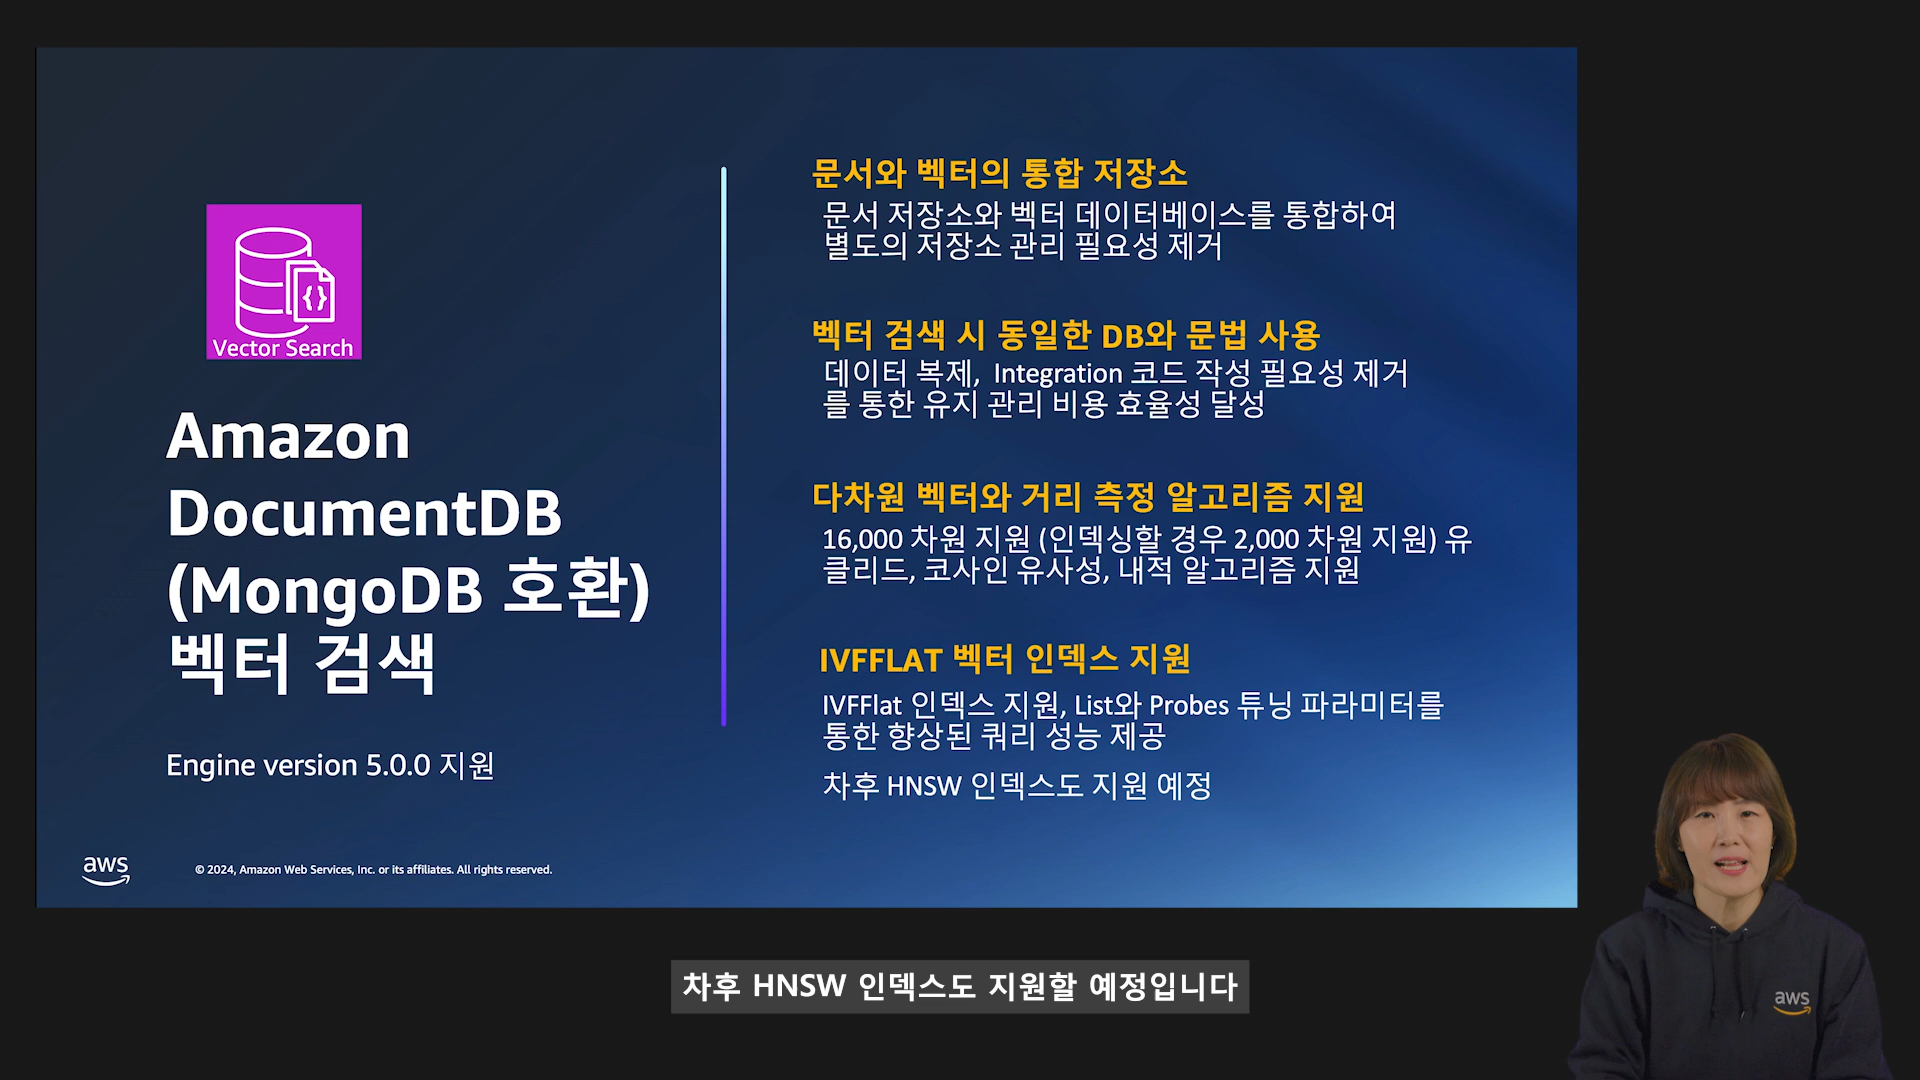 Vector Search
Amazon
DocumentDB
(MongoDB 호환)
벡터 검색
Engine version 5.0.0 지원
문서와 벡터의 통합 저장소
문서 저장소와 벡터 데이터베이스를 통합하여
별도의 저장소 관리 필요성 제거
벡터 검색 시 동일한 DB와 문법 사용
데이터 복제, Integration 코드 작성 필요성 제거
를 통한 유지 관리 비용 효율성 달성
다차원 벡터와 거리 측정 알고리즘 지원
16,000 차원 지원 (인덱싱할 경우 2,000 차원 지원) 유
클리드, 코사인 유사성, 내적 알고리즘 지원
IVFFLAT 벡터 인덱스 지원
IVFFlat 인덱스 지원, List와 Probes 튜닝 파라미터를
통한 향상된 쿼리 성능 제공
차후 HNSW 인덱스도 지원 예정
aws
© 2024, Amazon Web Services, Inc. or its affiliates. All rights reserved.
차후 HNSW 인덱스도 지원할 예정입니다
aws